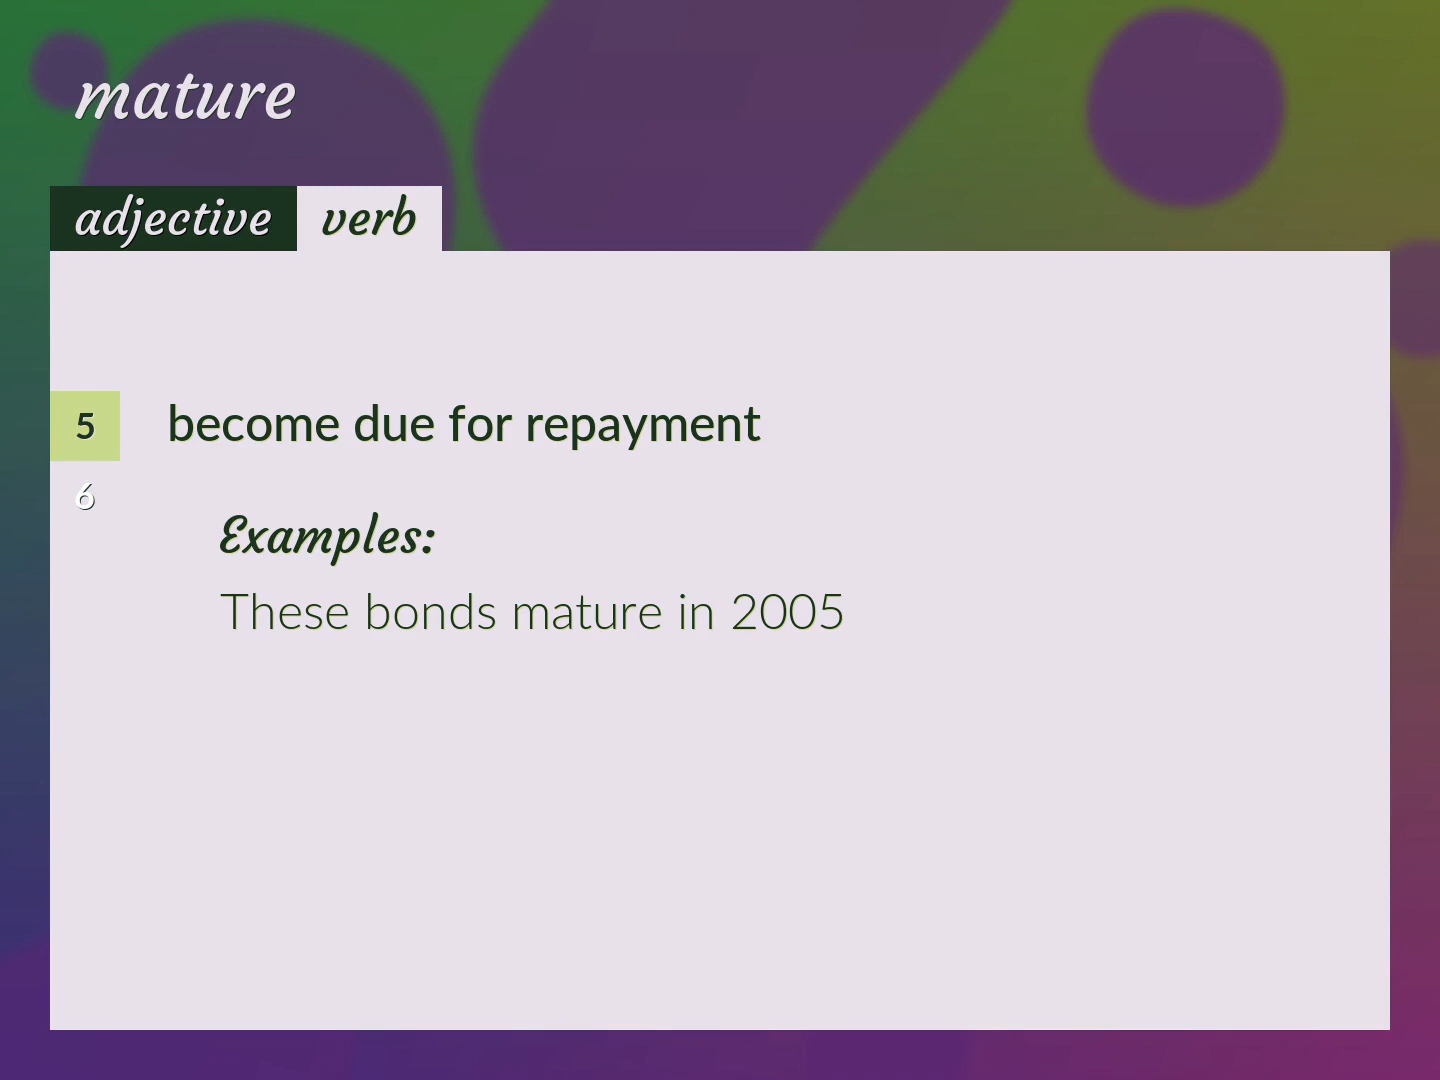 mature
adjective verb
5 become due for repayment
6
Examples:
These bonds mature in 2005